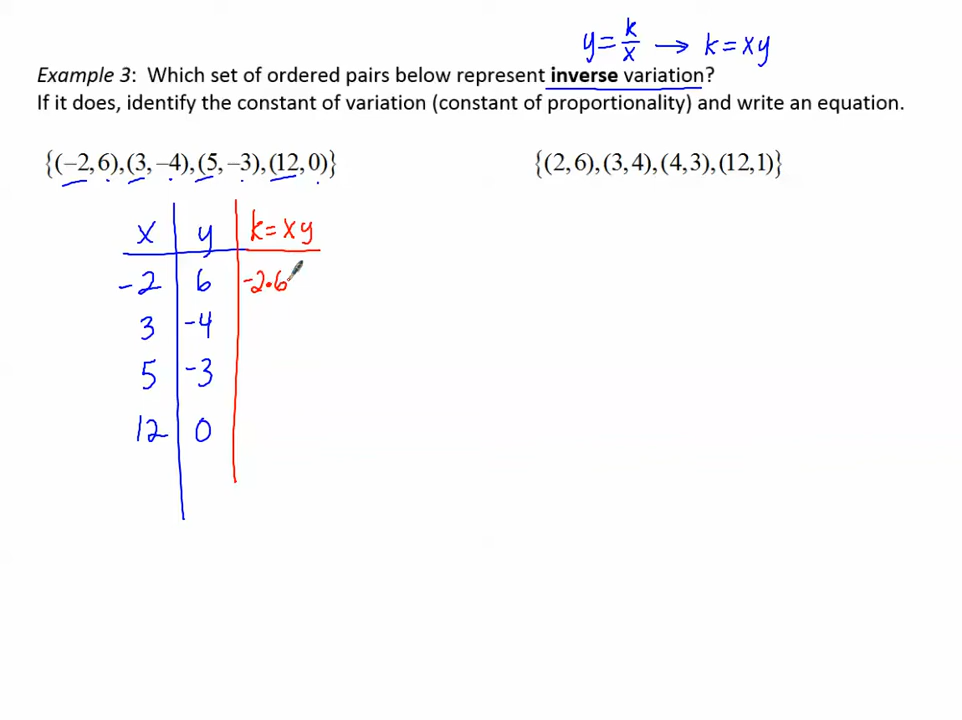 y = k/x → k = xy
Example 3: Which set of ordered pairs below represent inverse variation?
If it does, identify the constant of variation (constant of proportionality) and write an equation.
{(−2, 6), (3, −4), (5, −3), (12, 0)} {(2, 6), (3, 4), (4, 3), (12, 1)}
x y k = xy
-2 6 -2·6
3 -4
5 -3
12 0